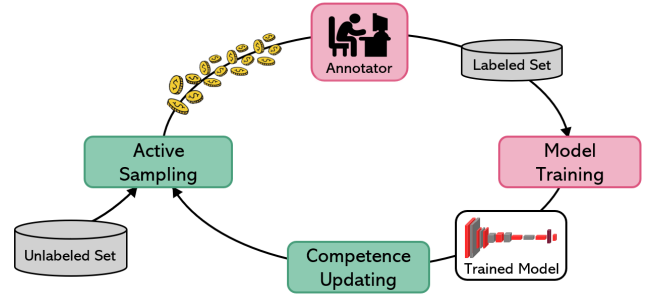 Annotator
Labeled Set
Active
Sampling
Model
Training
Unlabeled Set
Competence
Updating
Trained Model